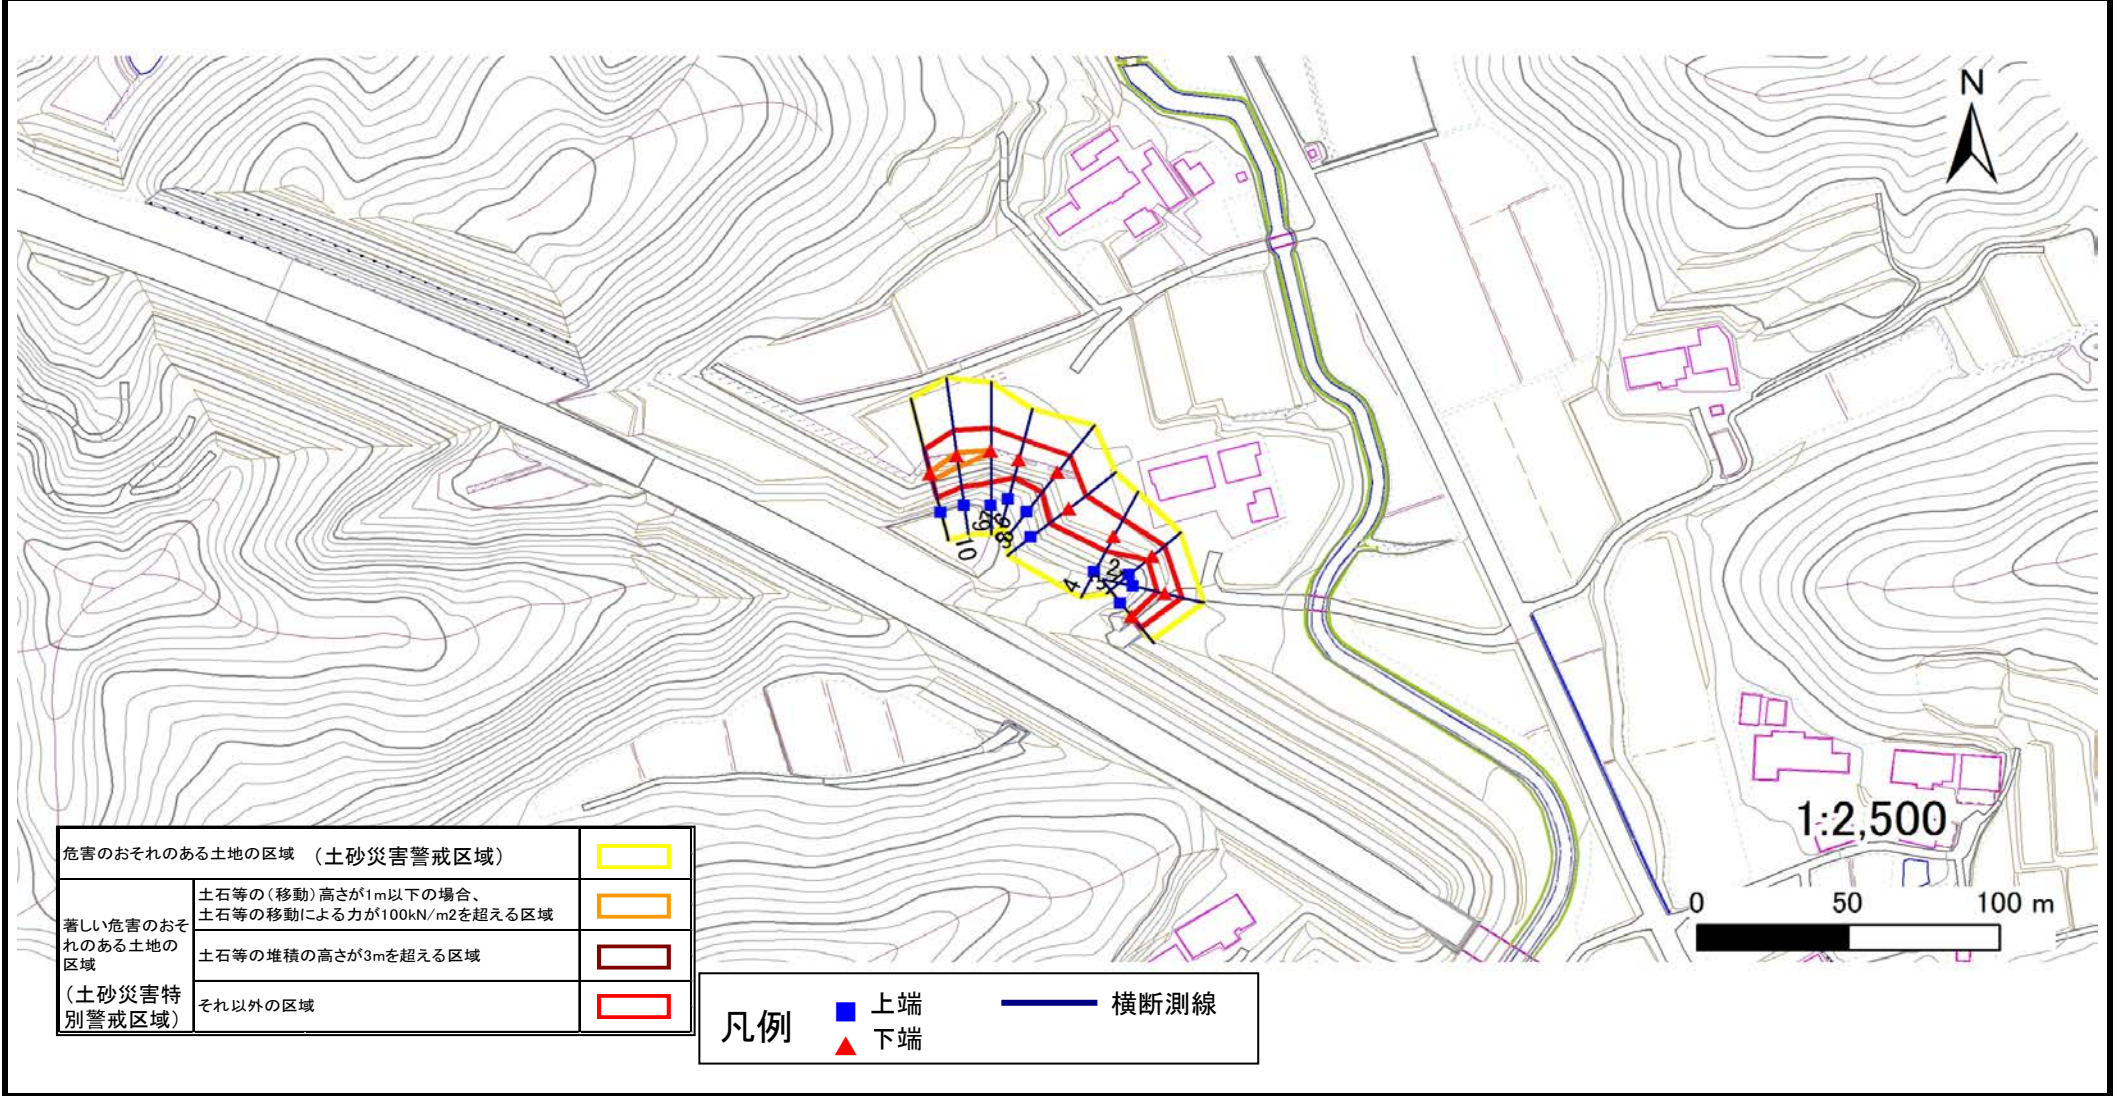 N
10
9
7
6
8
4
3
2
1
1:2,500
0 50 100 m
危害のおそれのある土地の区域 (土砂災害警戒区域)
著しい危害のおそ
れのある土地の
区域
(土砂災害特
別警戒区域)
土石等の(移動)高さが1m以下の場合、
土石等の移動による力が100kN/m2を超える区域
土石等の堆積の高さが3mを超える区域
それ以外の区域
凡例
上端
下端
横断測線